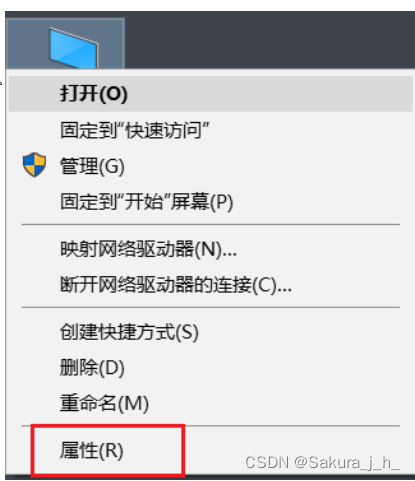 打开(O)
固定到"快速访问"
管理(G)
固定到"开始"屏幕(P)
映射网络驱动器(N)...
断开网络驱动器的连接(C)...
创建快捷方式(S)
删除(D)
重命名(M)
属性(R)
CSDN @Sakura_j_h_